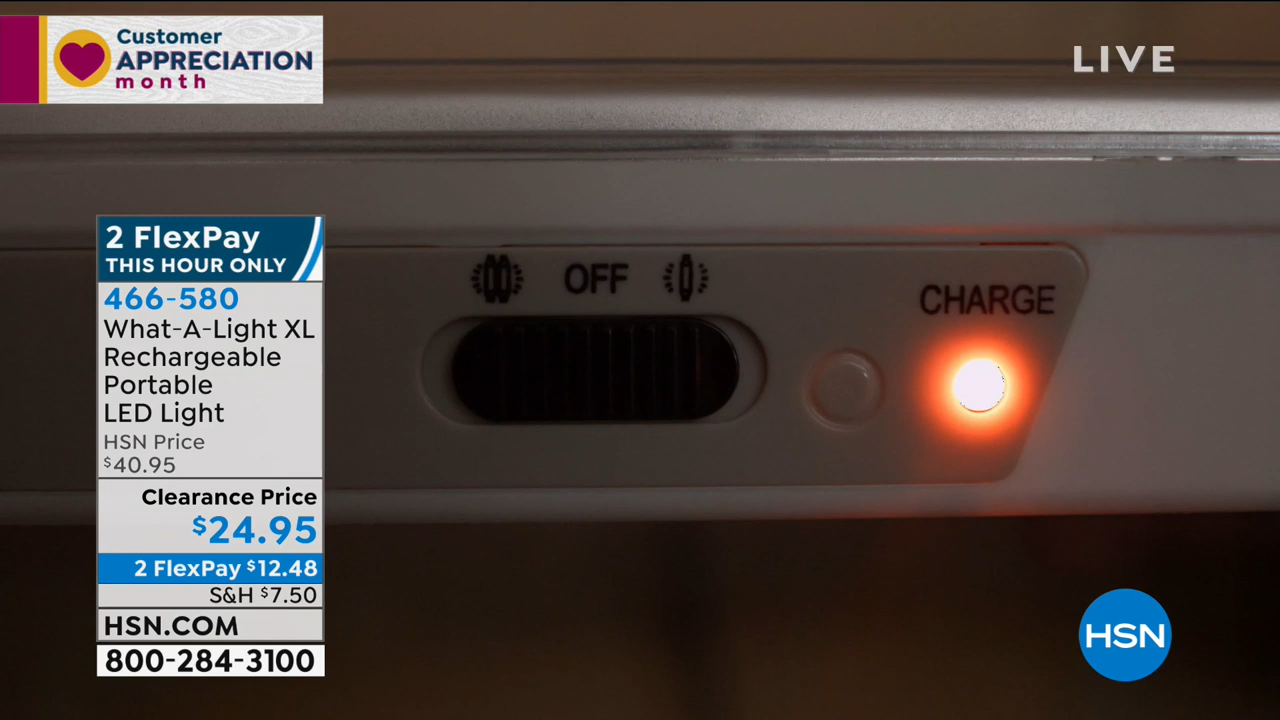 Customer
APPRECIATION
month
LIVE
2 FlexPay
THIS HOUR ONLY
466-580
What-A-Light XL
Rechargeable
Portable
LED Light
HSN Price
$40.95
Clearance Price
$24.95
2 FlexPay $12.48
S&H $7.50
HSN.COM
800-284-3100
OFF
CHARGE
HSN